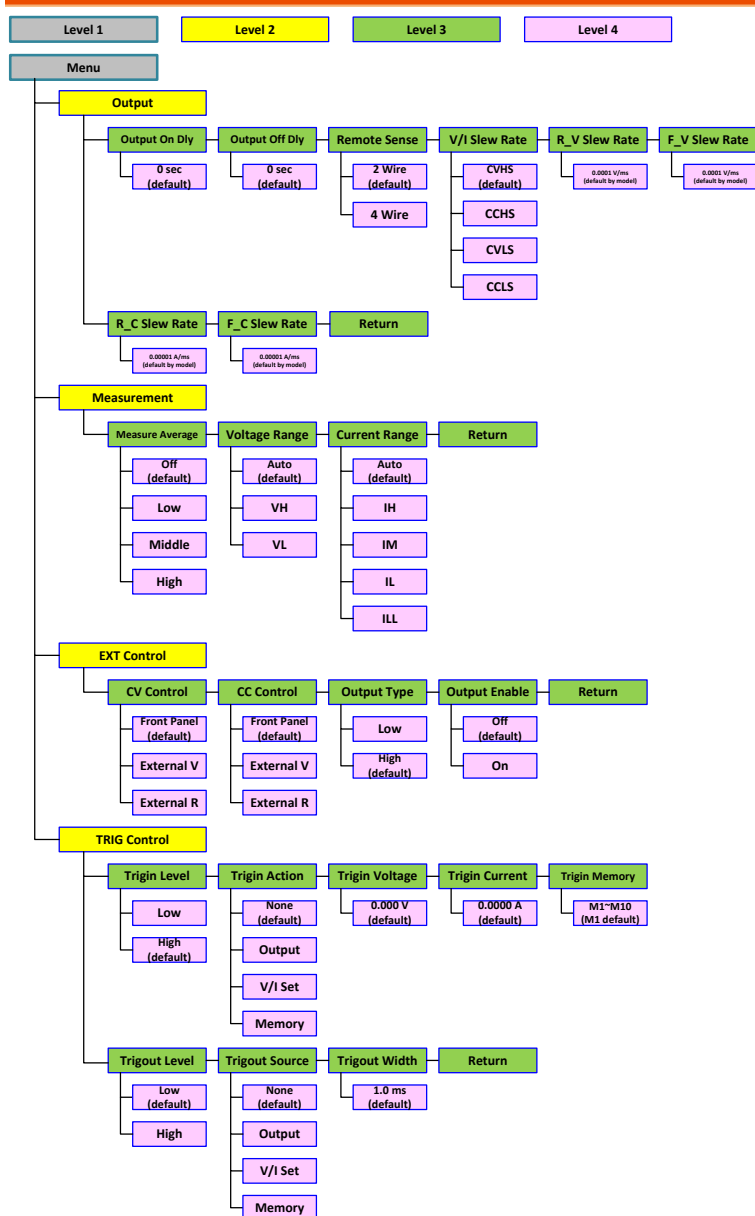 Level 1
Level 2
Level 3
Level 4
Menu
Output
Output On Dly
Output Off Dly
Remote Sense
V/I Slew Rate
R_V Slew Rate
F_V Slew Rate
0 sec
(default)
0 sec
(default)
2 Wire
(default)
4 Wire
CVHS
(default)
CCHS
CVLS
CCLS
0.0001 V/ms
(default by model)
0.0001 V/ms
(default by model)
R_C Slew Rate
F_C Slew Rate
Return
0.00001 A/ms
(default by model)
0.00001 A/ms
(default by model)
Measurement
Measure Average
Voltage Range
Current Range
Return
Off
(default)
Low
Middle
High
Auto
(default)
VH
VL
Auto
(default)
IH
IM
IL
ILL
EXT Control
CV Control
CC Control
Output Type
Output Enable
Return
Front Panel
(default)
External V
External R
Front Panel
(default)
External V
External R
Low
High
(default)
Off
(default)
On
TRIG Control
Trigin Level
Trigin Action
Trigin Voltage
Trigin Current
Trigin Memory
Low
High
(default)
None
(default)
Output
V/I Set
Memory
0.000 V
(default)
0.0000 A
(default)
M1~M10
(M1 default)
Trigout Level
Trigout Source
Trigout Width
Return
Low
(default)
High
None
(default)
Output
V/I Set
Memory
1.0 ms
(default)